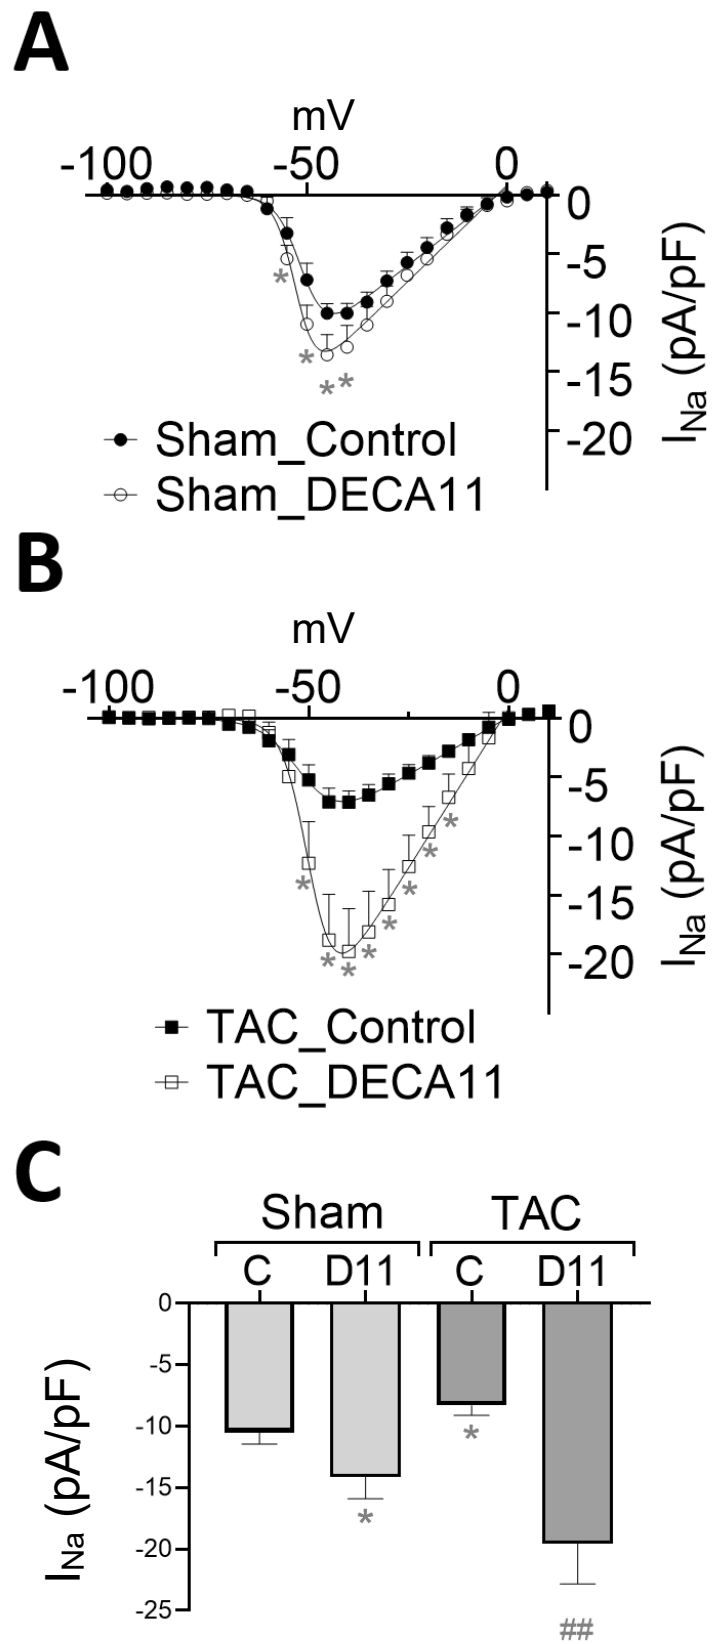 A
mV
-100 -50 0
0
-5
-10
-15
-20
INa (pA/pF)
Sham_Control
Sham_DECA11
* * * *
B
mV
-100 -50 0
0
-5
-10
-15
-20
INa (pA/pF)
* * * * * * * *
TAC_Control
TAC_DECA11
C
Sham TAC
C D11 C D11
0
-5
-10
-15
-20
-25
INa (pA/pF)
* *
##